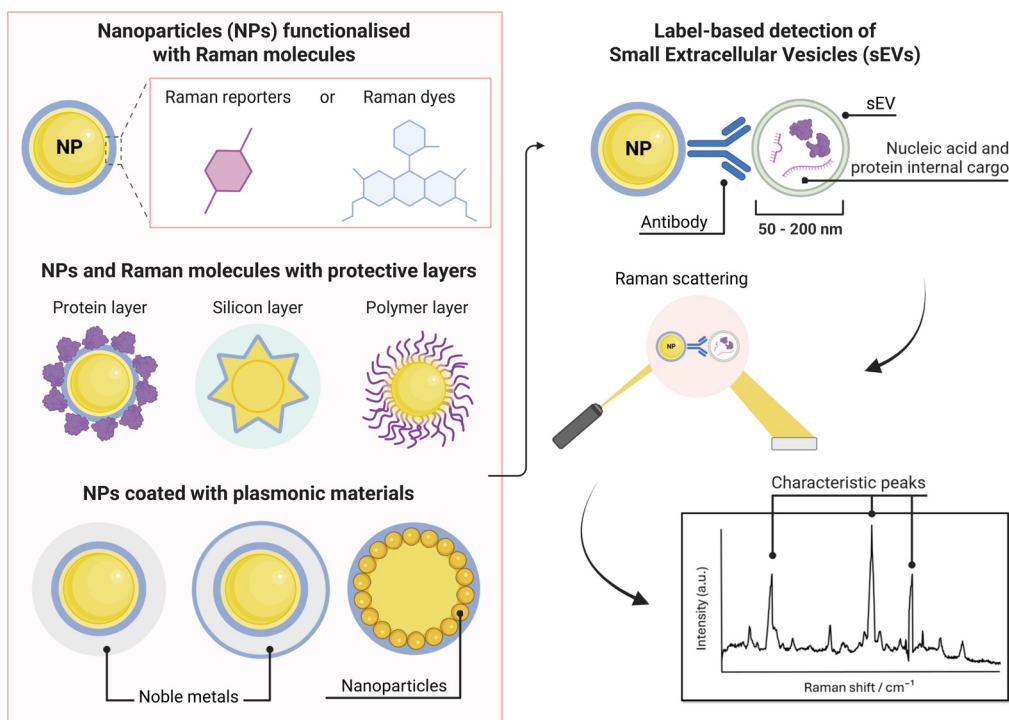 Nanoparticles (NPs) functionalised
with Raman molecules
Raman reporters or Raman dyes
NP
NPs and Raman molecules with protective layers
Protein layer
Silicon layer
Polymer layer
NPs coated with plasmonic materials
Noble metals
Nanoparticles
Label-based detection of
Small Extracellular Vesicles (sEVs)
NP
sEV
Nucleic acid and
protein internal cargo
Antibody
50 - 200 nm
Raman scattering
NP
Characteristic peaks
Intensity (a.u.)
Raman shift / cm⁻¹